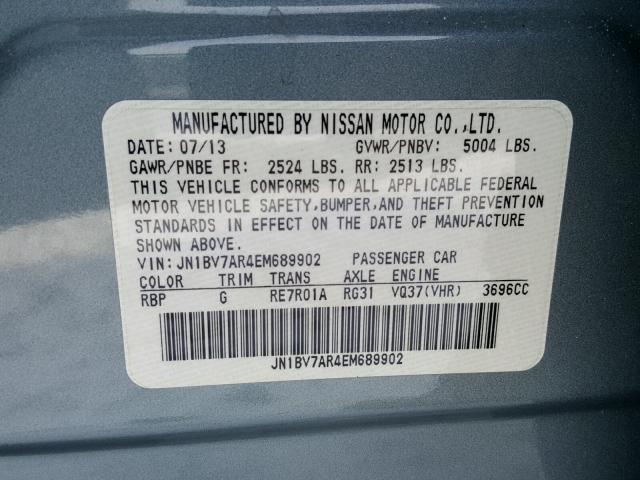 MANUFACTURED BY NISSAN MOTOR CO.,LTD.
DATE: 07/13 GVWR/PNBV: 5004 LBS.
GAWR/PNBE FR: 2524 LBS. RR: 2513 LBS.
THIS VEHICLE CONFORMS TO ALL APPLICABLE FEDERAL
MOTOR VEHICLE SAFETY,BUMPER,AND THEFT PREVENTION
STANDARDS IN EFFECT ON THE DATE OF MANUFACTURE
SHOWN ABOVE.
VIN: JN1BV7AR4EM689902 PASSENGER CAR
COLOR TRIM TRANS AXLE ENGINE
RBP G RE7R01A RG31 VQ37(VHR) 3696CC
JN1BV7AR4EM689902